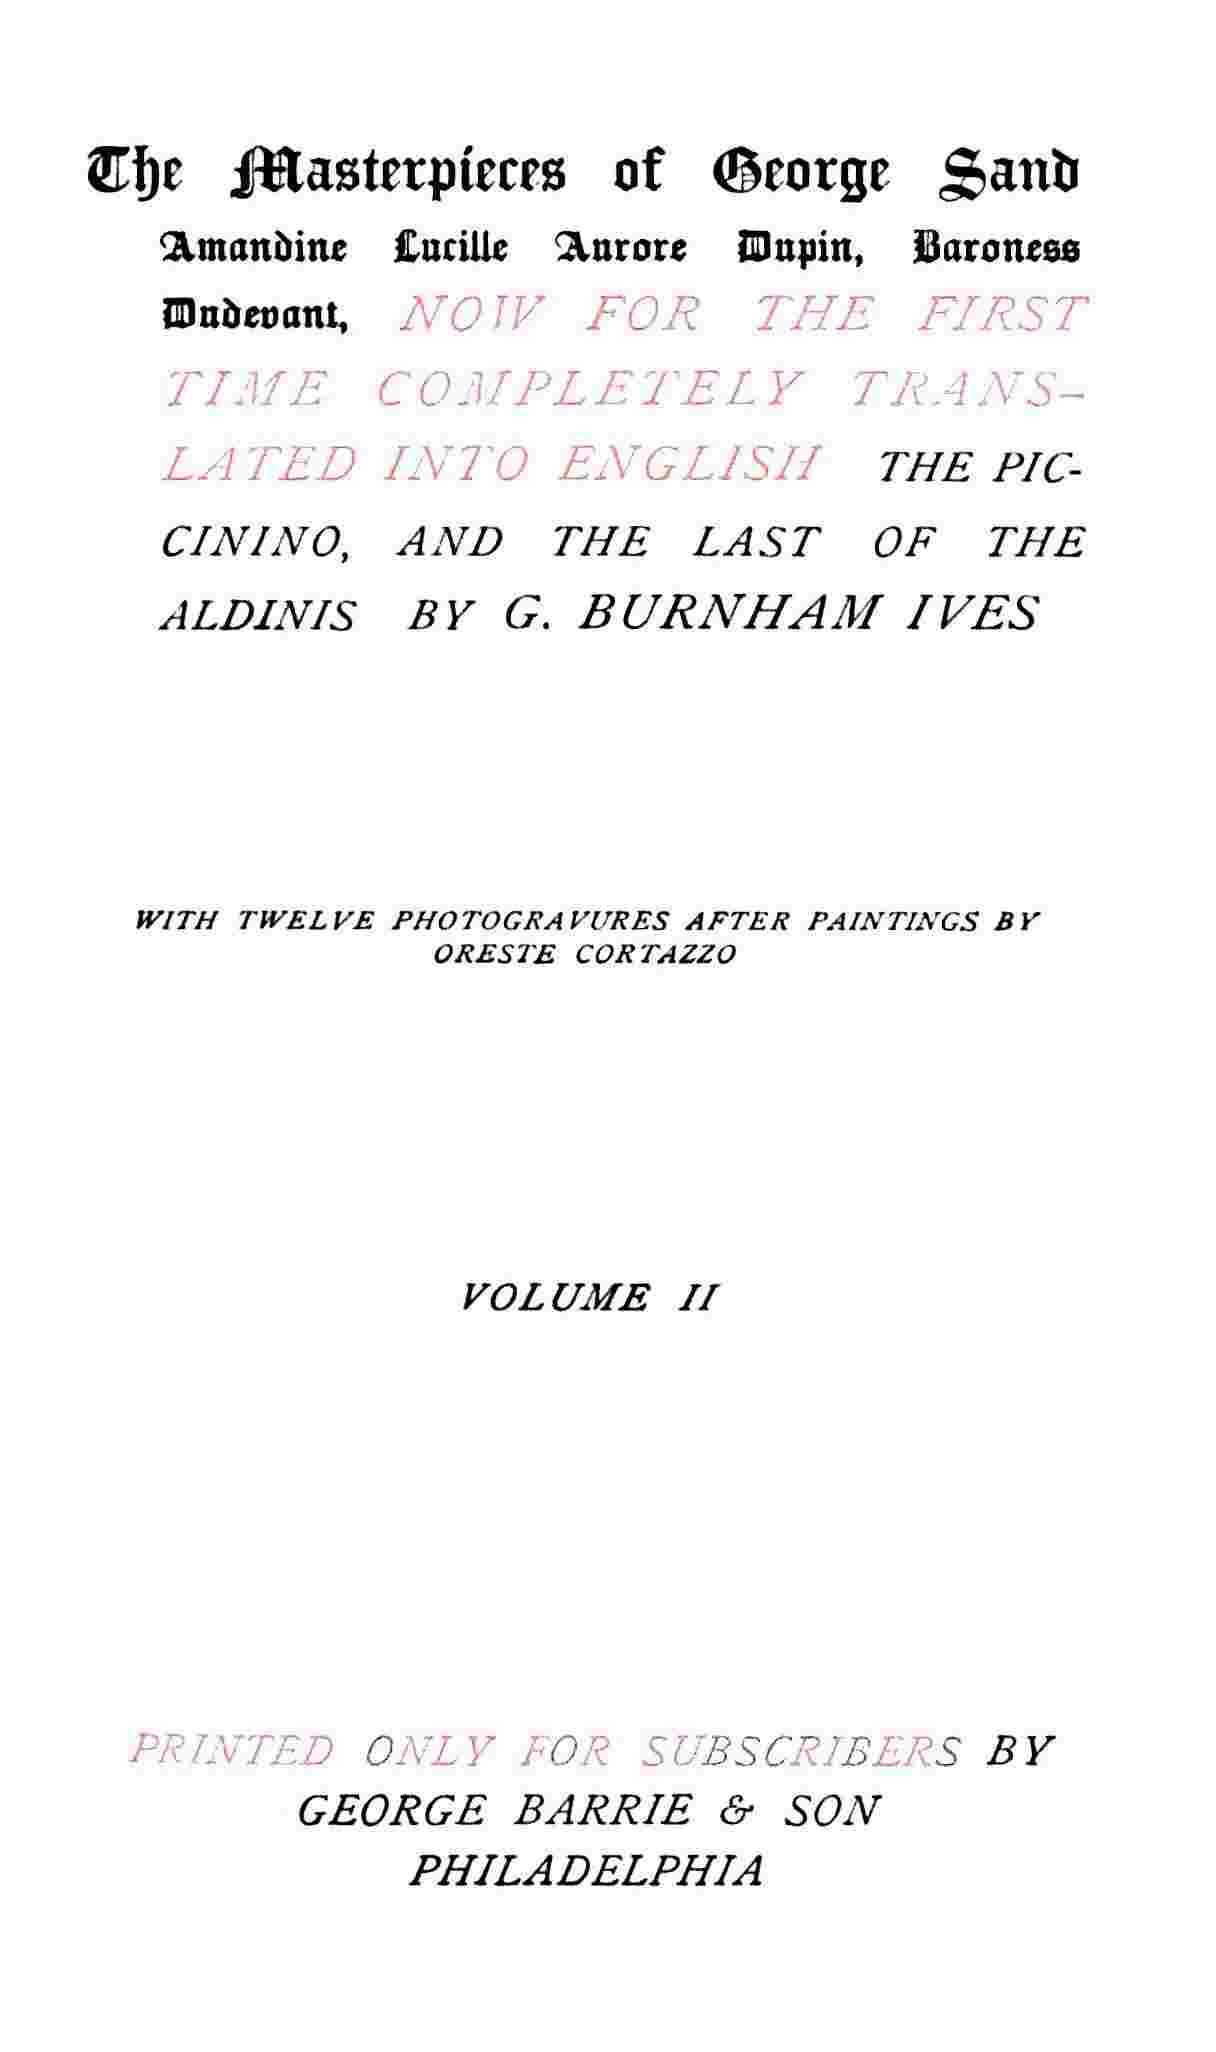 The Masterpieces of George Sand
Amandine Lucille Aurore Dupin, Baroness
Dudevant, NOW FOR THE FIRST
TIME COMPLETELY TRANS-
LATED INTO ENGLISH THE PIC-
CININO, AND THE LAST OF THE
ALDINIS BY G. BURNHAM IVES
WITH TWELVE PHOTOGRAVURES AFTER PAINTINGS BY
ORESTE CORTAZZO
VOLUME II
PRINTED ONLY FOR SUBSCRIBERS BY
GEORGE BARRIE & SON
PHILADELPHIA